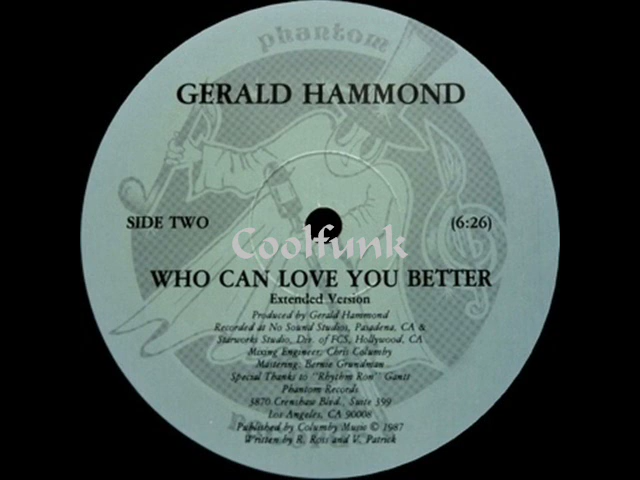 phantom
GERALD HAMMOND
SIDE TWO
(6:26)
Coolfunk
WHO CAN LOVE YOU BETTER
Extended Version
Produced by Gerald Hammond
Recorded at No Sound Studios, Pasadena, CA &
Starworks Studio, Div. of FCS, Hollywood, CA
Mixing Engineer: Chris Columby
Mastering: Bernie Grundman
Special Thanks to "Rhythm Ron" Gantt
Phantom Records
3870 Crenshaw Blvd., Suite 399
Los Angeles, CA 90008
Published by Columby Music © 1987
Written by R. Ross and V. Patrick